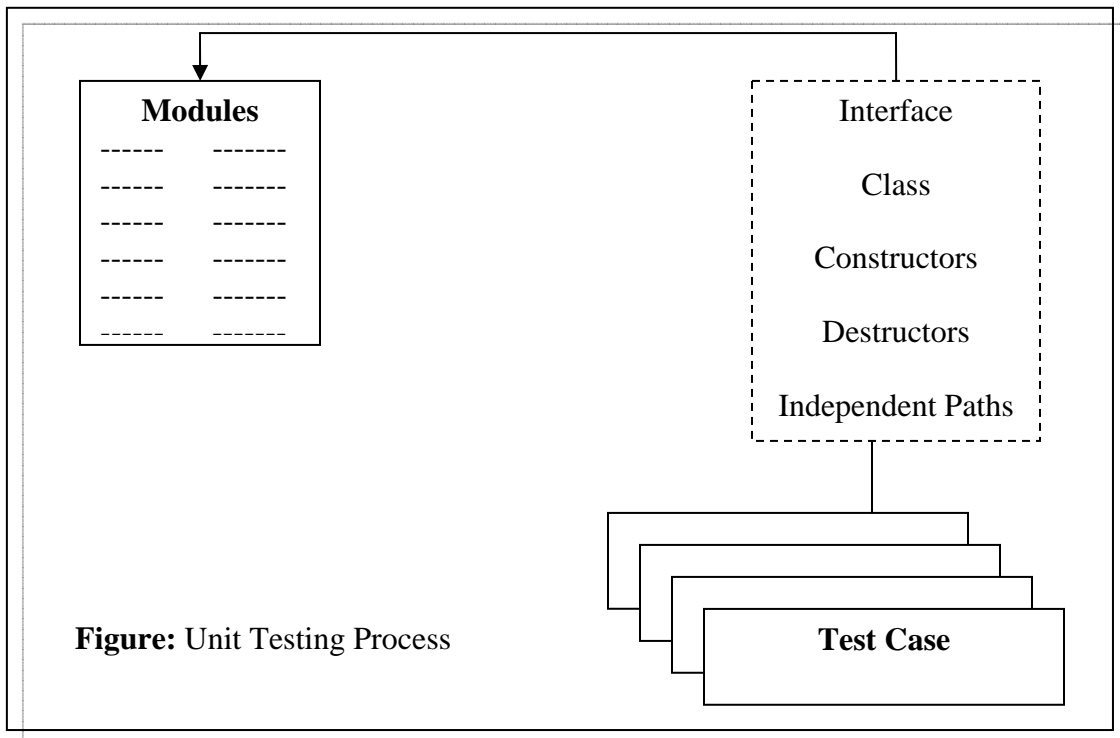 Modules
------ -------
------ -------
------ -------
------ -------
------ -------
------ -------
Interface
Class
Constructors
Destructors
Independent Paths
Test Case
Figure: Unit Testing Process